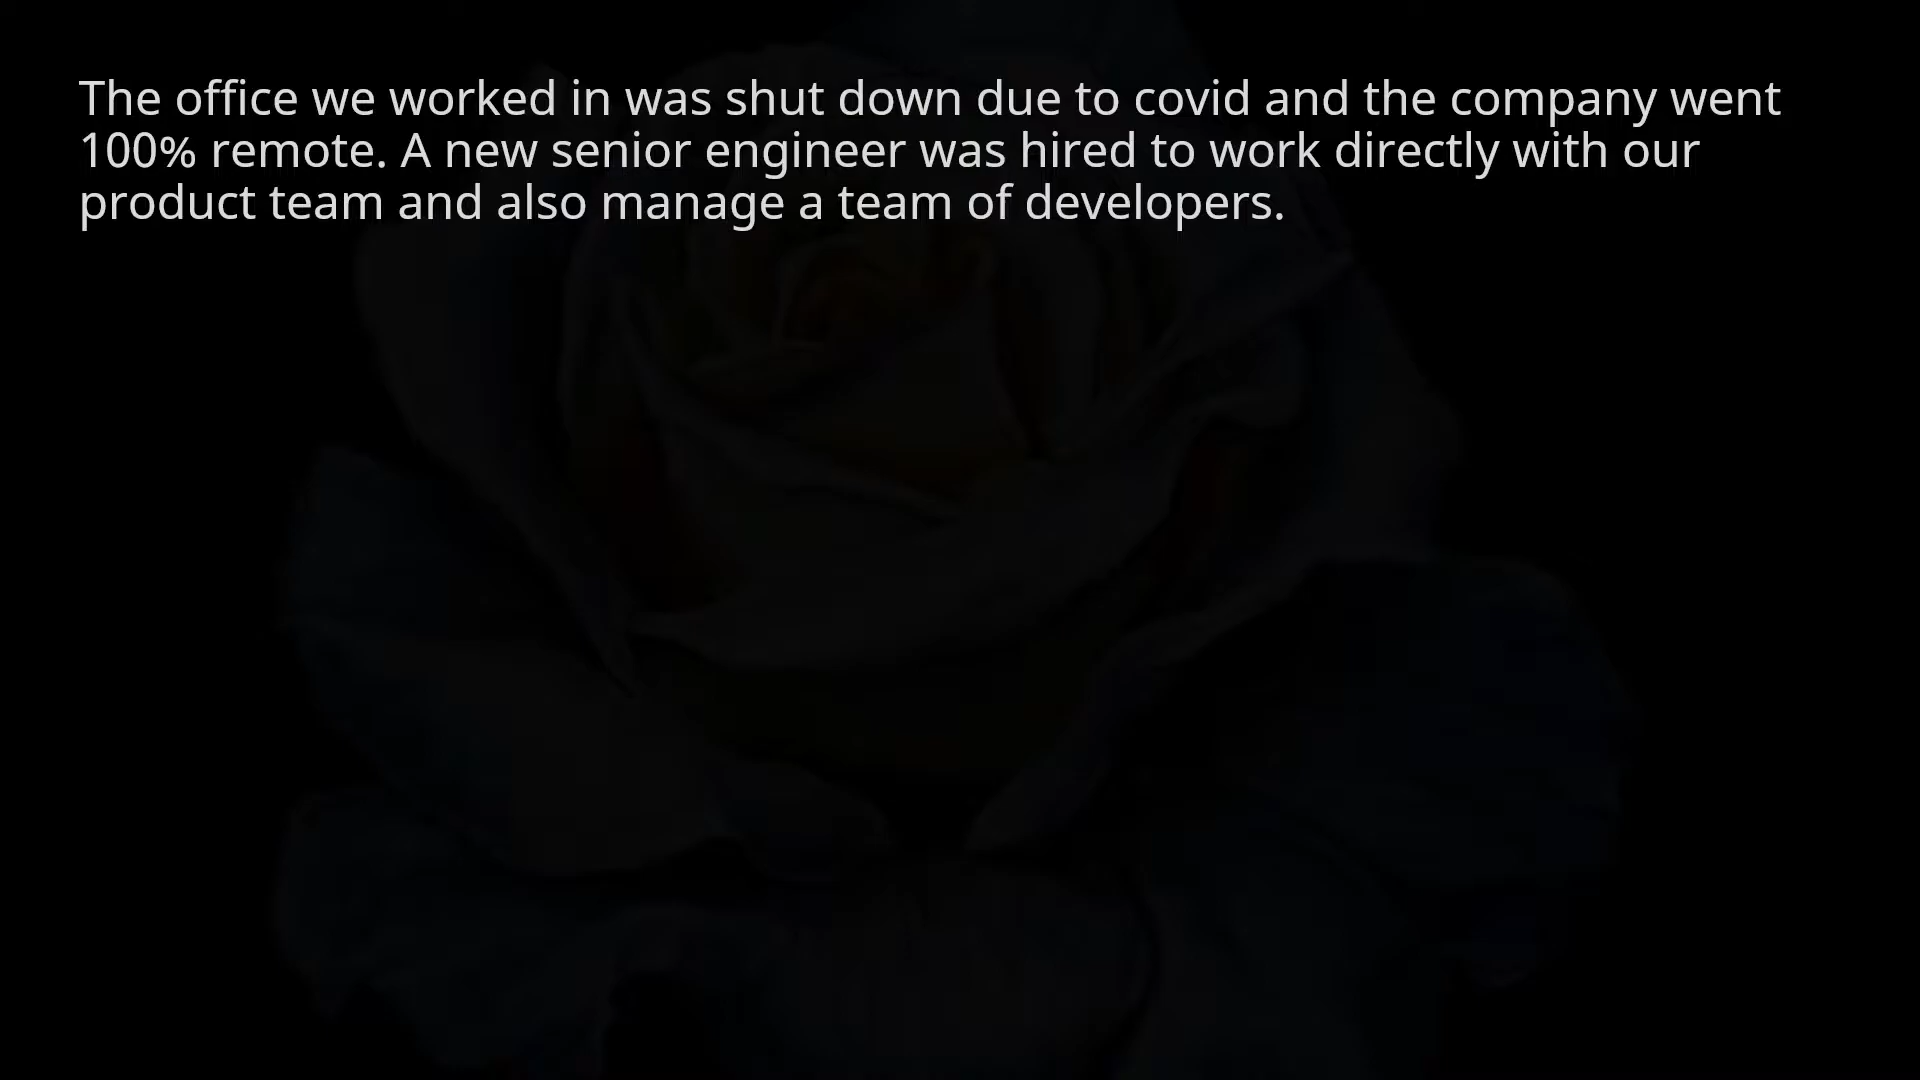 The office we worked in was shut down due to covid and the company went
100% remote. A new senior engineer was hired to work directly with our
product team and also manage a team of developers.